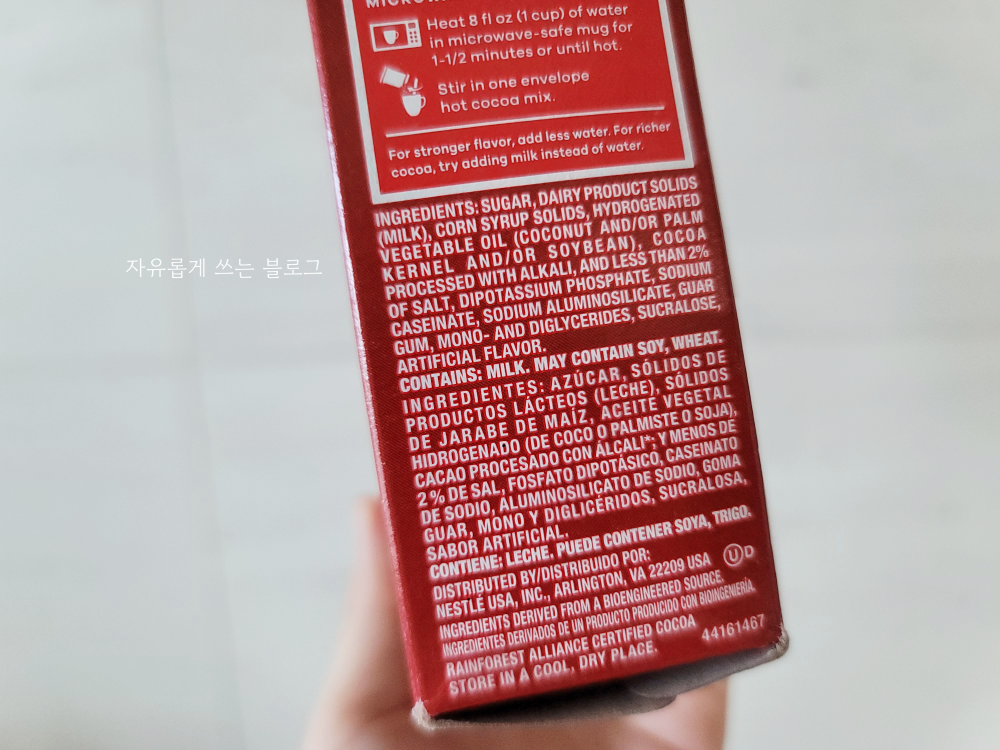 Heat 8 fl oz (1 cup) of water
in microwave-safe mug for
1-1/2 minutes or until hot.
Stir in one envelope
hot cocoa mix.
For stronger flavor, add less water. For richer
cocoa, try adding milk instead of water.
INGREDIENTS: SUGAR, DAIRY PRODUCT SOLIDS
(MILK), CORN SYRUP SOLIDS, HYDROGENATED
VEGETABLE OIL (COCONUT AND/OR PALM
KERNEL AND/OR SOYBEAN), COCOA
PROCESSED WITH ALKALI, AND LESS THAN 2%
OF SALT, DIPOTASSIUM PHOSPHATE, SODIUM
CASEINATE, SODIUM ALUMINOSILICATE, GUAR
GUM, MONO- AND DIGLYCERIDES, SUCRALOSE,
ARTIFICIAL FLAVOR.
CONTAINS: MILK. MAY CONTAIN SOY, WHEAT.
INGREDIENTES: AZÚCAR, SÓLIDOS DE
PRODUCTOS LÁCTEOS (LECHE), SÓLIDOS
DE JARABE DE MAÍZ, ACEITE VEGETAL
HIDROGENADO (DE COCO O PALMISTE O SOJA),
CACAO PROCESADO CON ÁLCALI*; Y MENOS DE
2% DE SAL, FOSFATO DIPOTÁSICO, CASEINATO
DE SODIO, ALUMINOSILICATO DE SODIO, GOMA
GUAR, MONO Y DIGLICÉRIDOS, SUCRALOSA,
SABOR ARTIFICIAL.
CONTIENE: LECHE. PUEDE CONTENER SOYA, TRIGO.
DISTRIBUTED BY/DISTRIBUIDO POR:
NESTLÉ USA, INC., ARLINGTON, VA 22209 USA U D
INGREDIENTS DERIVED FROM A BIOENGINEERED SOURCE.
INGREDIENTES DERIVADOS DE UN PRODUCTO PRODUCIDO CON BIOINGENIERÍA.
RAINFOREST ALLIANCE CERTIFIED COCOA 44161467
STORE IN A COOL, DRY PLACE.
자유롭게 쓰는 블로그